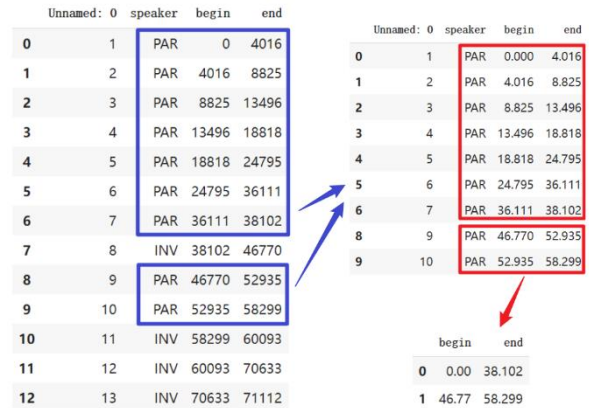 Unnamed: 0 speaker begin end
0 1 PAR 0 4016
1 2 PAR 4016 8825
2 3 PAR 8825 13496
3 4 PAR 13496 18818
4 5 PAR 18818 24795
5 6 PAR 24795 36111
6 7 PAR 36111 38102
7 8 INV 38102 46770
8 9 PAR 46770 52935
9 10 PAR 52935 58299
10 11 INV 58299 60093
11 12 INV 60093 70633
12 13 INV 70633 71112
Unnamed: 0 speaker begin end
0 1 PAR 0.000 4.016
1 2 PAR 4.016 8.825
2 3 PAR 8.825 13.496
3 4 PAR 13.496 18.818
4 5 PAR 18.818 24.795
5 6 PAR 24.795 36.111
6 7 PAR 36.111 38.102
8 9 PAR 46.770 52.935
9 10 PAR 52.935 58.299
begin end
0 0.00 38.102
1 46.77 58.299